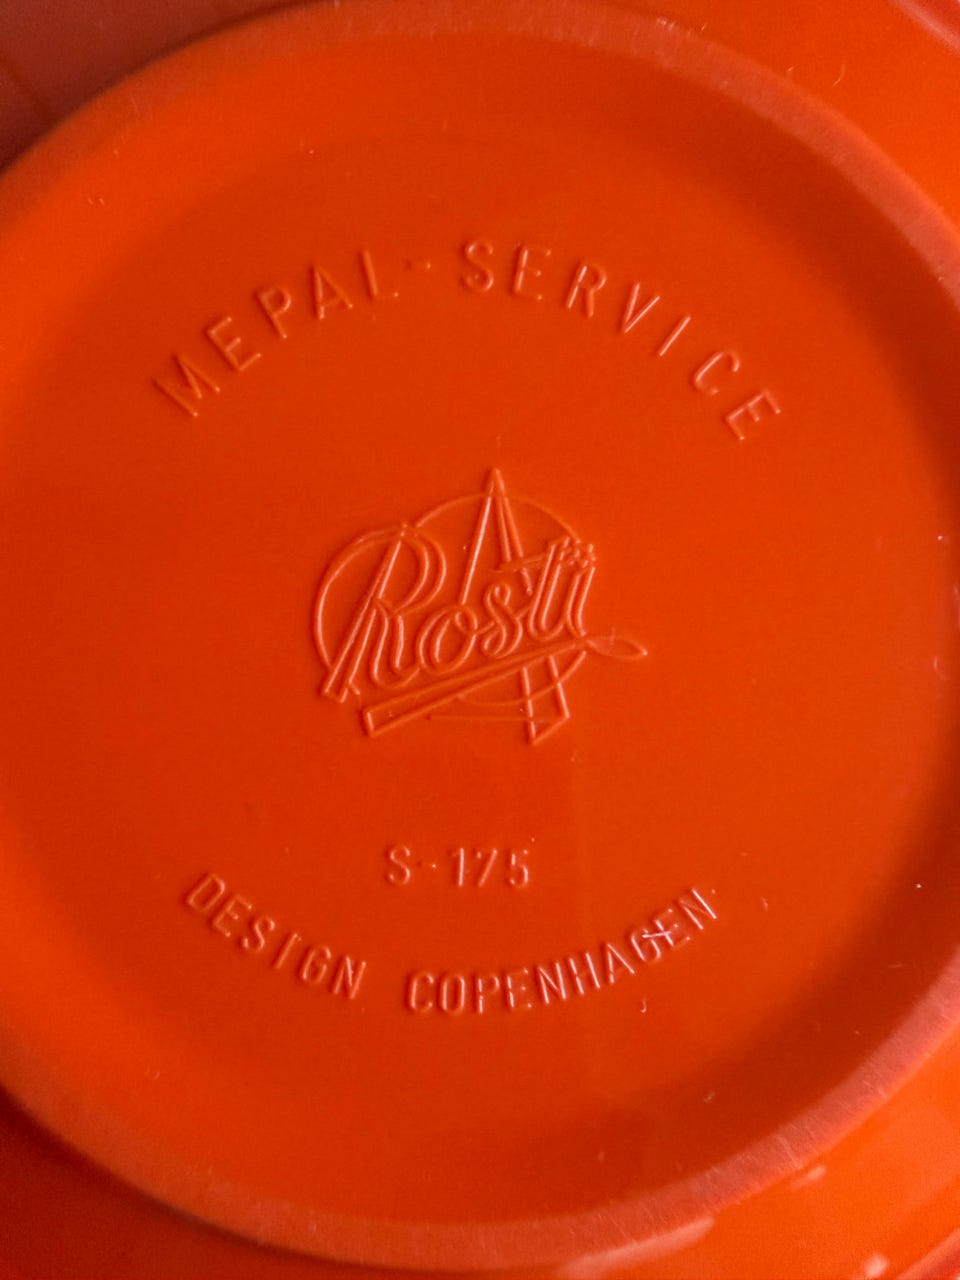 MEPAL-SERVICE
Rosti
S-175
DESIGN COPENHAGEN